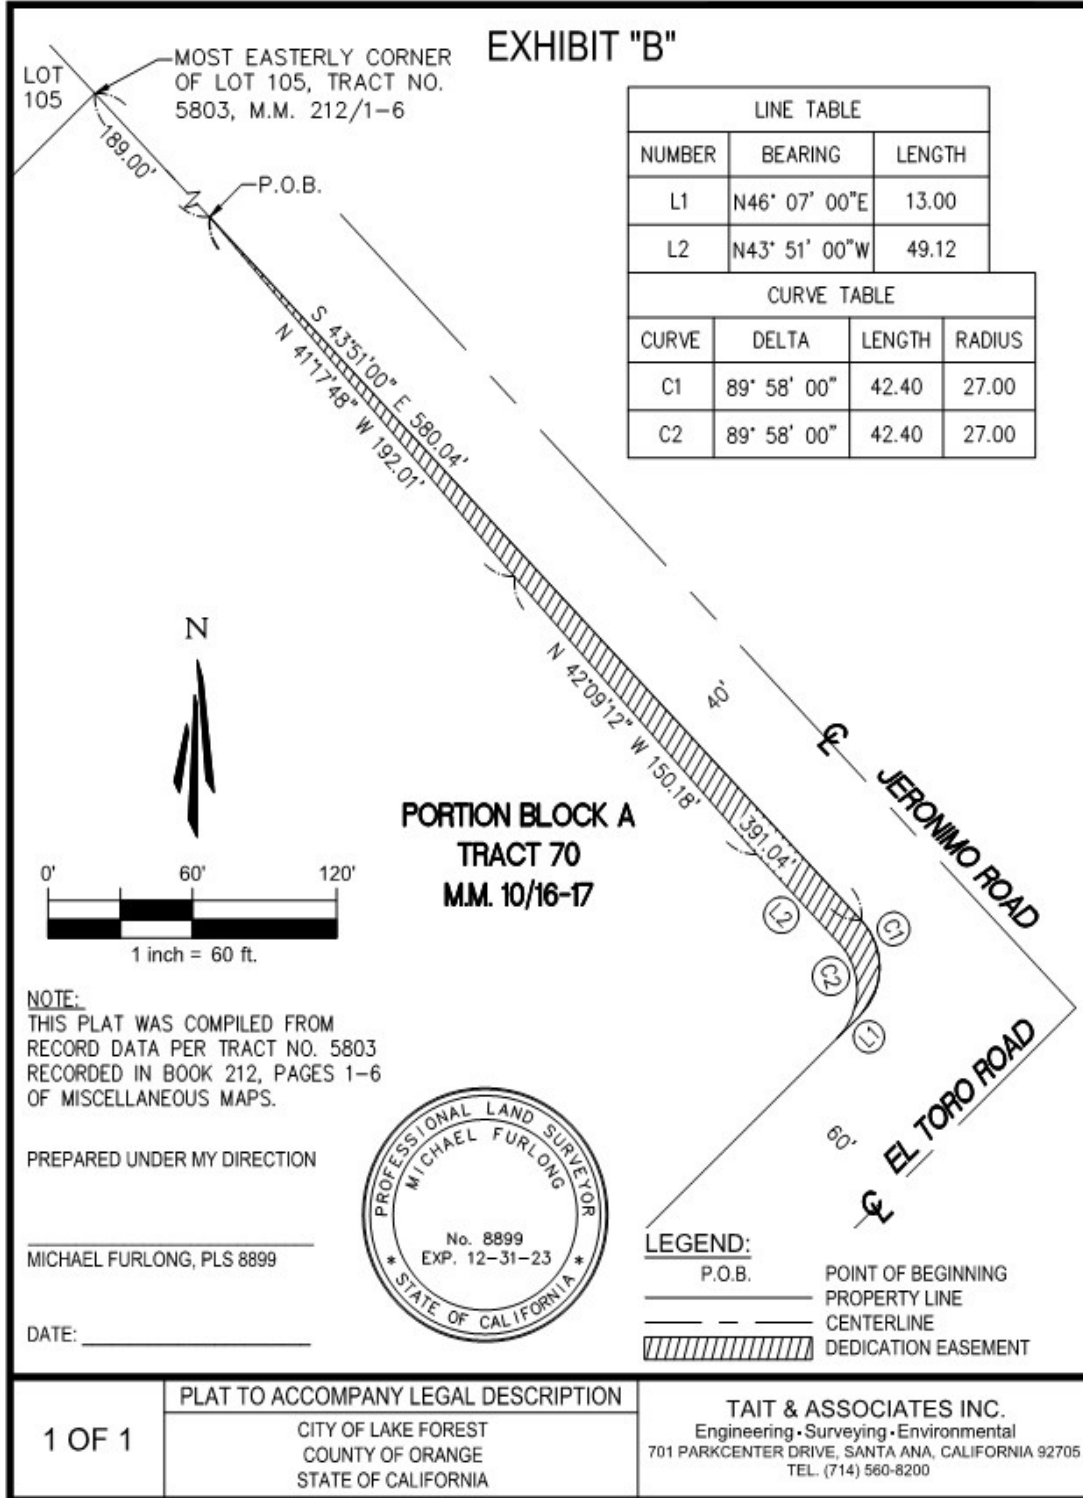 EXHIBIT "B"
LOT
105
MOST EASTERLY CORNER
OF LOT 105, TRACT NO.
5803, M.M. 212/1-6
189.00'
P.O.B.
LINE TABLE
NUMBER BEARING LENGTH
L1 N46° 07' 00"E 13.00
L2 N43° 51' 00"W 49.12
CURVE TABLE
CURVE DELTA LENGTH RADIUS
C1 89° 58' 00" 42.40 27.00
C2 89° 58' 00" 42.40 27.00
S 43°51'00" E 580.04'
N 41°17'48" W 192.01'
N 42°09'12" W 150.18'
391.04'
40'
℄
JERONIMO ROAD
N
PORTION BLOCK A
TRACT 70
M.M. 10/16-17
L2
C1
C2
L1
0' 60' 120'
1 inch = 60 ft.
60'
℄ EL TORO ROAD
NOTE:
THIS PLAT WAS COMPILED FROM
RECORD DATA PER TRACT NO. 5803
RECORDED IN BOOK 212, PAGES 1-6
OF MISCELLANEOUS MAPS.
PREPARED UNDER MY DIRECTION
MICHAEL FURLONG, PLS 8899
DATE:
PROFESSIONAL LAND SURVEYOR
MICHAEL FURLONG
No. 8899
EXP. 12-31-23
* STATE OF CALIFORNIA *
LEGEND:
P.O.B. POINT OF BEGINNING
PROPERTY LINE
CENTERLINE
DEDICATION EASEMENT
1 OF 1
PLAT TO ACCOMPANY LEGAL DESCRIPTION
CITY OF LAKE FOREST
COUNTY OF ORANGE
STATE OF CALIFORNIA
TAIT & ASSOCIATES INC.
Engineering • Surveying • Environmental
701 PARKCENTER DRIVE, SANTA ANA, CALIFORNIA 92705
TEL. (714) 560-8200